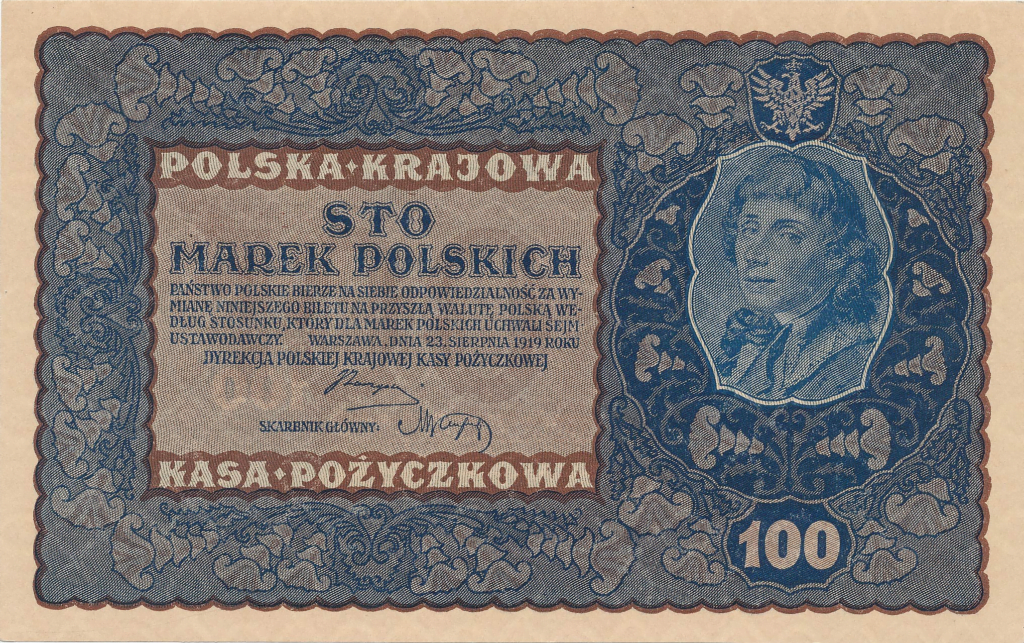 POLSKA·KRAJOWA
STO
MAREK POLSKICH
PAŃSTWO POLSKIE BIERZE NA SIEBIE ODPOWIEDZIALNOŚĆ ZA WY-
MIANE NINIEJSZEGO BILETU NA PRZYSZŁĄ WALUTĘ POLSKĄ WE-
DŁUG STOSUNKU, KTÓRY DLA MAREK POLSKICH UCHWALI SEJM
USTAWODAWCZY. WARSZAWA, DNIA 23. SIERPNIA 1919 ROKU
DYREKCJA POLSKIEJ KRAJOWEJ KASY POŻYCZKOWEJ
SKARBNIK GŁÓWNY:
KASA·POŻYCZKOWA
100